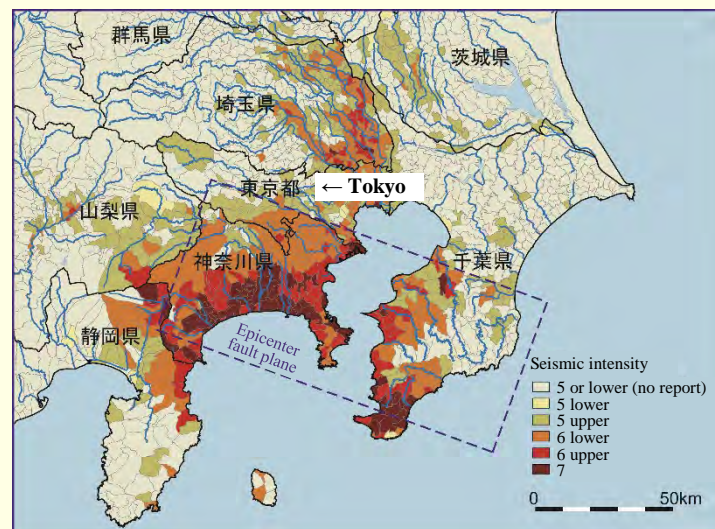 群馬県
茨城県
埼玉県
東京都
← Tokyo
山梨県
神奈川県
千葉県
静岡県
Epicenter
fault plane
Seismic intensity
5 or lower (no report)
5 lower
5 upper
6 lower
6 upper
7
0 50km